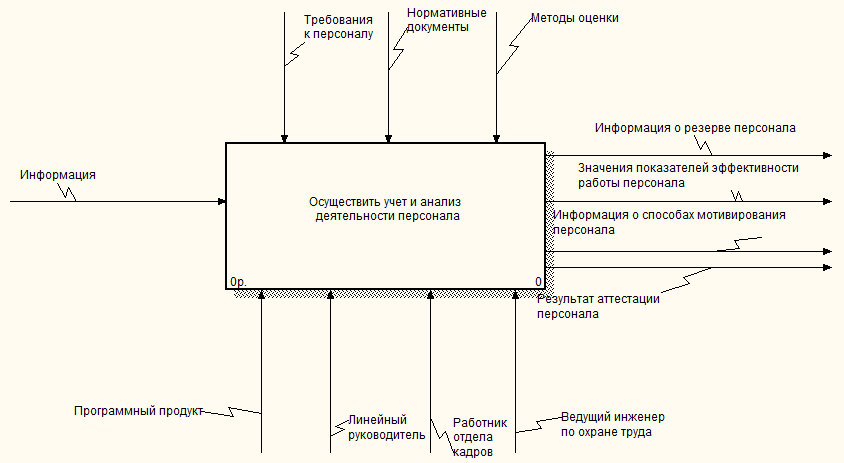 Требования
к персоналу
Нормативные
документы
Методы оценки
Информация о резерве персонала
Информация
Значения показателей эффективности
работы персонала
Осуществить учет и анализ
деятельности персонала
Информация о способах мотивирования
персонала
0р.
0
Результат аттестации
персонала
Программный продукт
Линейный
руководитель
Работник
отдела
кадров
Ведущий инженер
по охране труда